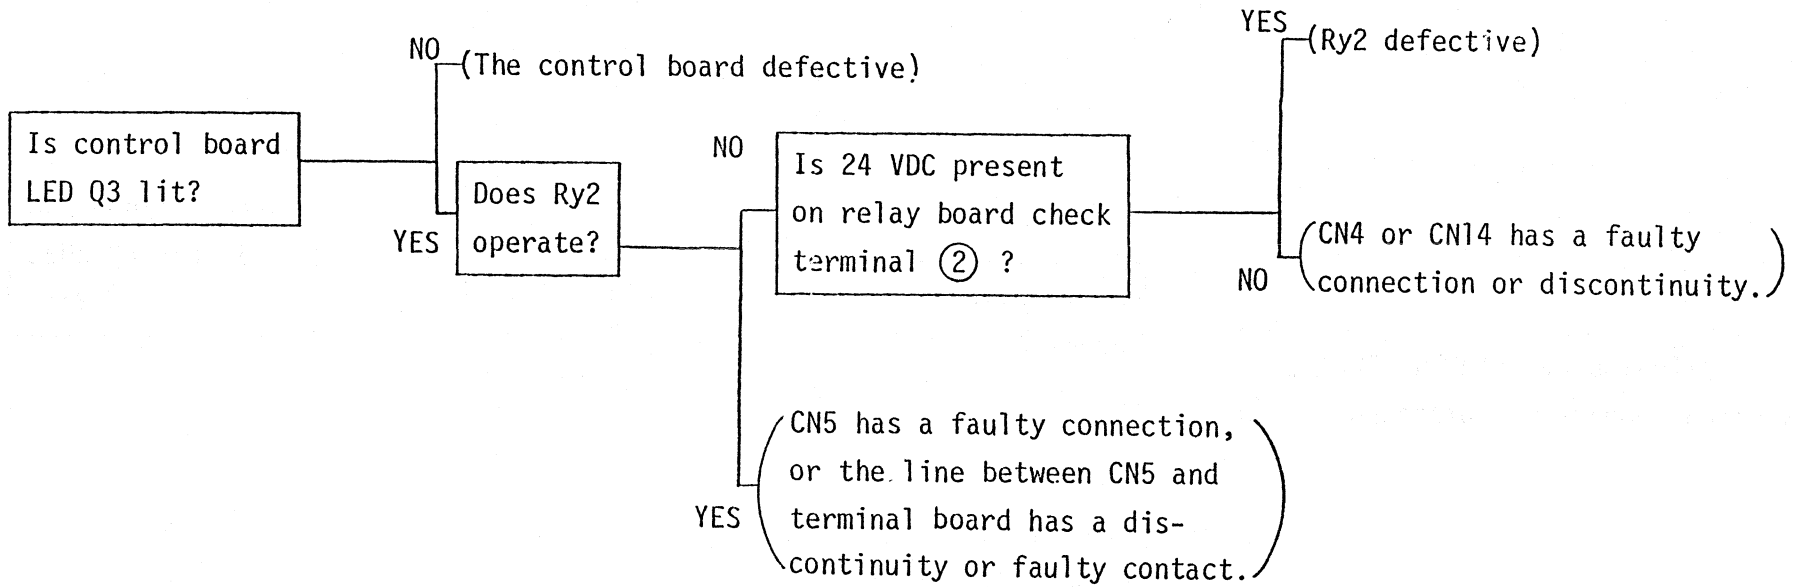 Is control board
LED Q3 lit?
NO
(The control board defective)
YES
Does Ry2
operate?
NO
Is 24 VDC present
on relay board check
terminal ② ?
YES
(Ry2 defective)
NO
(CN4 or CN14 has a faulty
connection or discontinuity.)
YES
(CN5 has a faulty connection,
or the line between CN5 and
terminal board has a dis-
continuity or faulty contact.)